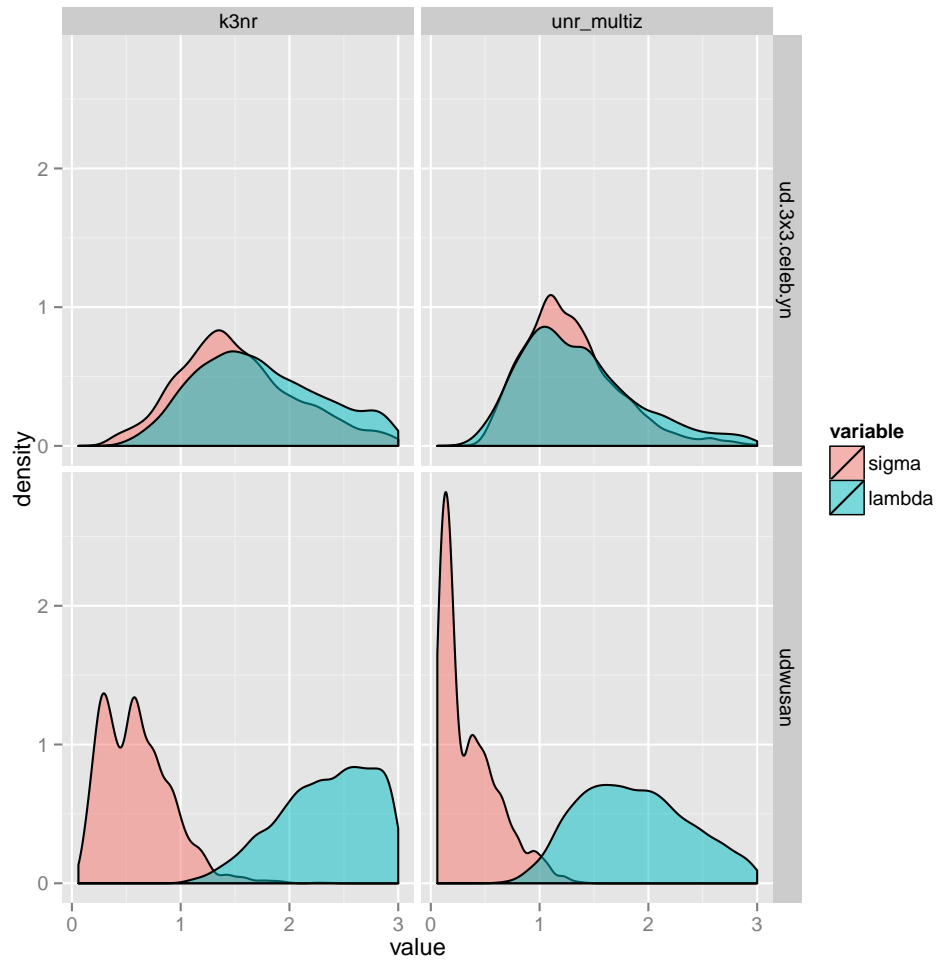 k3nr unr_multiz
ud.3x3.celeb.yn
udwusan
density
2
1
0
2
1
0
0 1 2 3 0 1 2 3
value
variable
sigma
lambda